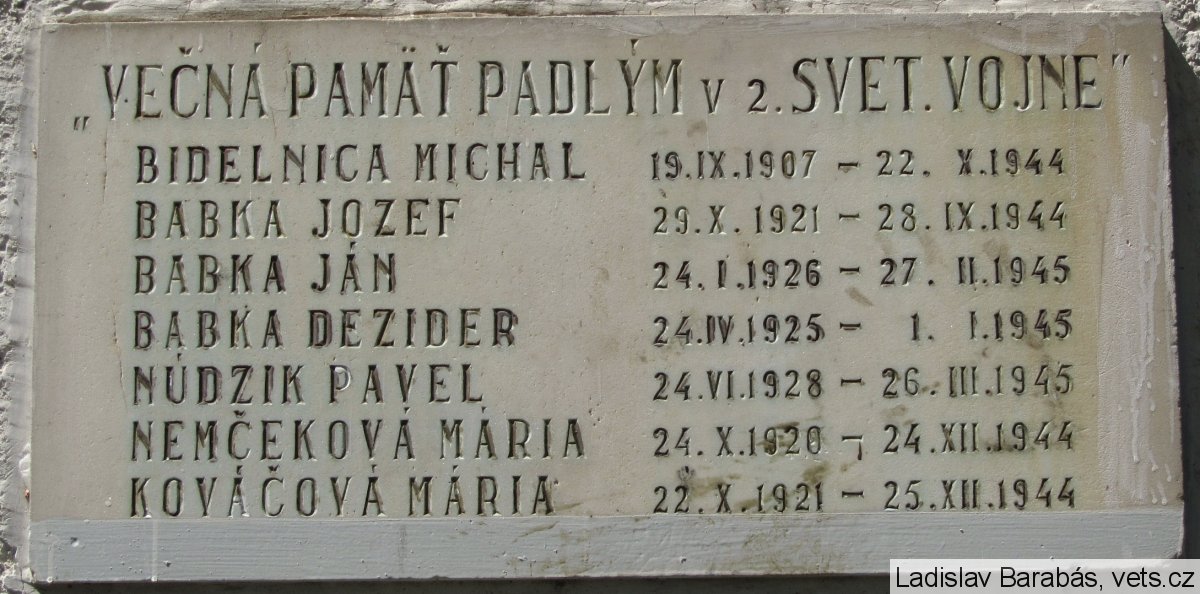 „VEČNÁ PAMÄŤ PADLÝM V 2. SVET. VOJNE"
BIDELNICA MICHAL 19.IX.1907 – 22. X.1944
BABKA JOZEF 29.X. 1921 – 28.IX.1944
BABKA JÁN 24.I.1926 – 27. II.1945
BABKA DEZIDER 24.IV.1925 – 1. I.1945
NÚDZIK PAVEL 24.VI.1928 – 26.III.1945
NEMČEKOVÁ MÁRIA 24.X.1920 – 24.XII.1944
KOVÁČOVÁ MÁRIA 22.X.1921 – 25.XII.1944
Ladislav Barabás, vets.cz